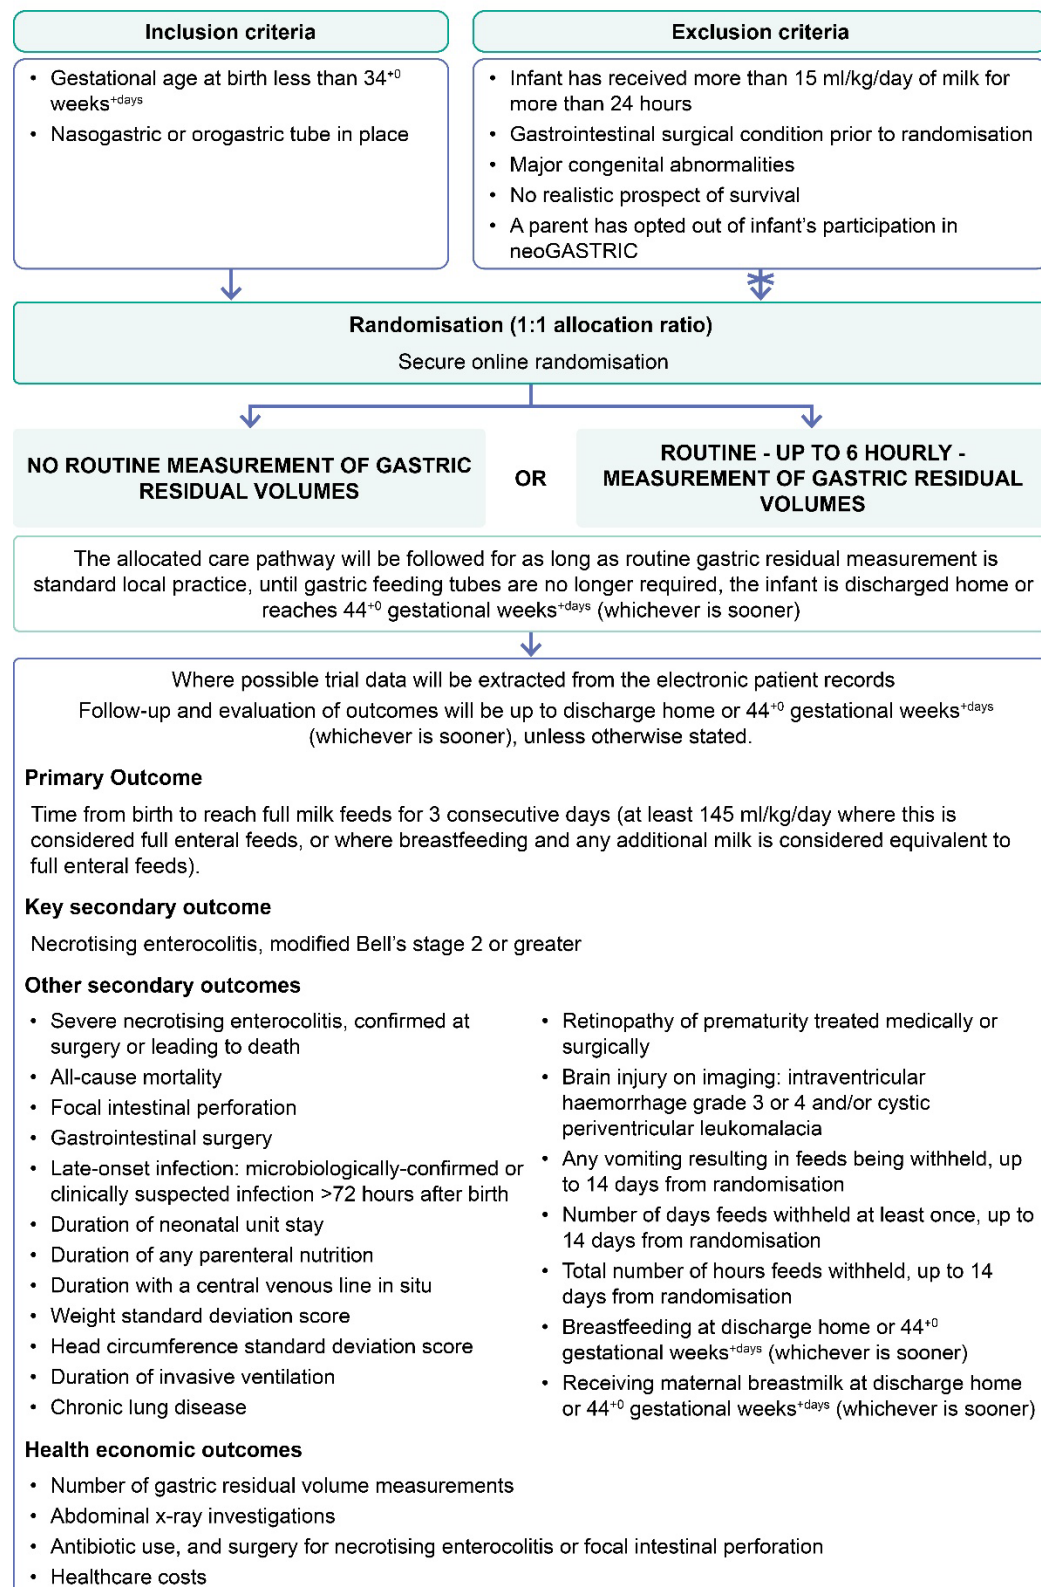 Inclusion criteria
• Gestational age at birth less than 34⁺⁰
weeks⁺ᵈᵃʸˢ
• Nasogastric or orogastric tube in place
Exclusion criteria
• Infant has received more than 15 ml/kg/day of milk for
more than 24 hours
• Gastrointestinal surgical condition prior to randomisation
• Major congenital abnormalities
• No realistic prospect of survival
• A parent has opted out of infant's participation in
neoGASTRIC
Randomisation (1:1 allocation ratio)
Secure online randomisation
NO ROUTINE MEASUREMENT OF GASTRIC
RESIDUAL VOLUMES
OR
ROUTINE - UP TO 6 HOURLY -
MEASUREMENT OF GASTRIC RESIDUAL
VOLUMES
The allocated care pathway will be followed for as long as routine gastric residual measurement is
standard local practice, until gastric feeding tubes are no longer required, the infant is discharged home or
reaches 44⁺⁰ gestational weeks⁺ᵈᵃʸˢ (whichever is sooner)
Where possible trial data will be extracted from the electronic patient records
Follow-up and evaluation of outcomes will be up to discharge home or 44⁺⁰ gestational weeks⁺ᵈᵃʸˢ
(whichever is sooner), unless otherwise stated.
Primary Outcome
Time from birth to reach full milk feeds for 3 consecutive days (at least 145 ml/kg/day where this is
considered full enteral feeds, or where breastfeeding and any additional milk is considered equivalent to
full enteral feeds).
Key secondary outcome
Necrotising enterocolitis, modified Bell's stage 2 or greater
Other secondary outcomes
• Severe necrotising enterocolitis, confirmed at
surgery or leading to death
• All-cause mortality
• Focal intestinal perforation
• Gastrointestinal surgery
• Late-onset infection: microbiologically-confirmed or
clinically suspected infection >72 hours after birth
• Duration of neonatal unit stay
• Duration of any parenteral nutrition
• Duration with a central venous line in situ
• Weight standard deviation score
• Head circumference standard deviation score
• Duration of invasive ventilation
• Chronic lung disease
• Retinopathy of prematurity treated medically or
surgically
• Brain injury on imaging: intraventricular
haemorrhage grade 3 or 4 and/or cystic
periventricular leukomalacia
• Any vomiting resulting in feeds being withheld, up
to 14 days from randomisation
• Number of days feeds withheld at least once, up to
14 days from randomisation
• Total number of hours feeds withheld, up to 14
days from randomisation
• Breastfeeding at discharge home or 44⁺⁰
gestational weeks⁺ᵈᵃʸˢ (whichever is sooner)
• Receiving maternal breastmilk at discharge home
or 44⁺⁰ gestational weeks⁺ᵈᵃʸˢ (whichever is sooner)
Health economic outcomes
• Number of gastric residual volume measurements
• Abdominal x-ray investigations
• Antibiotic use, and surgery for necrotising enterocolitis or focal intestinal perforation
• Healthcare costs